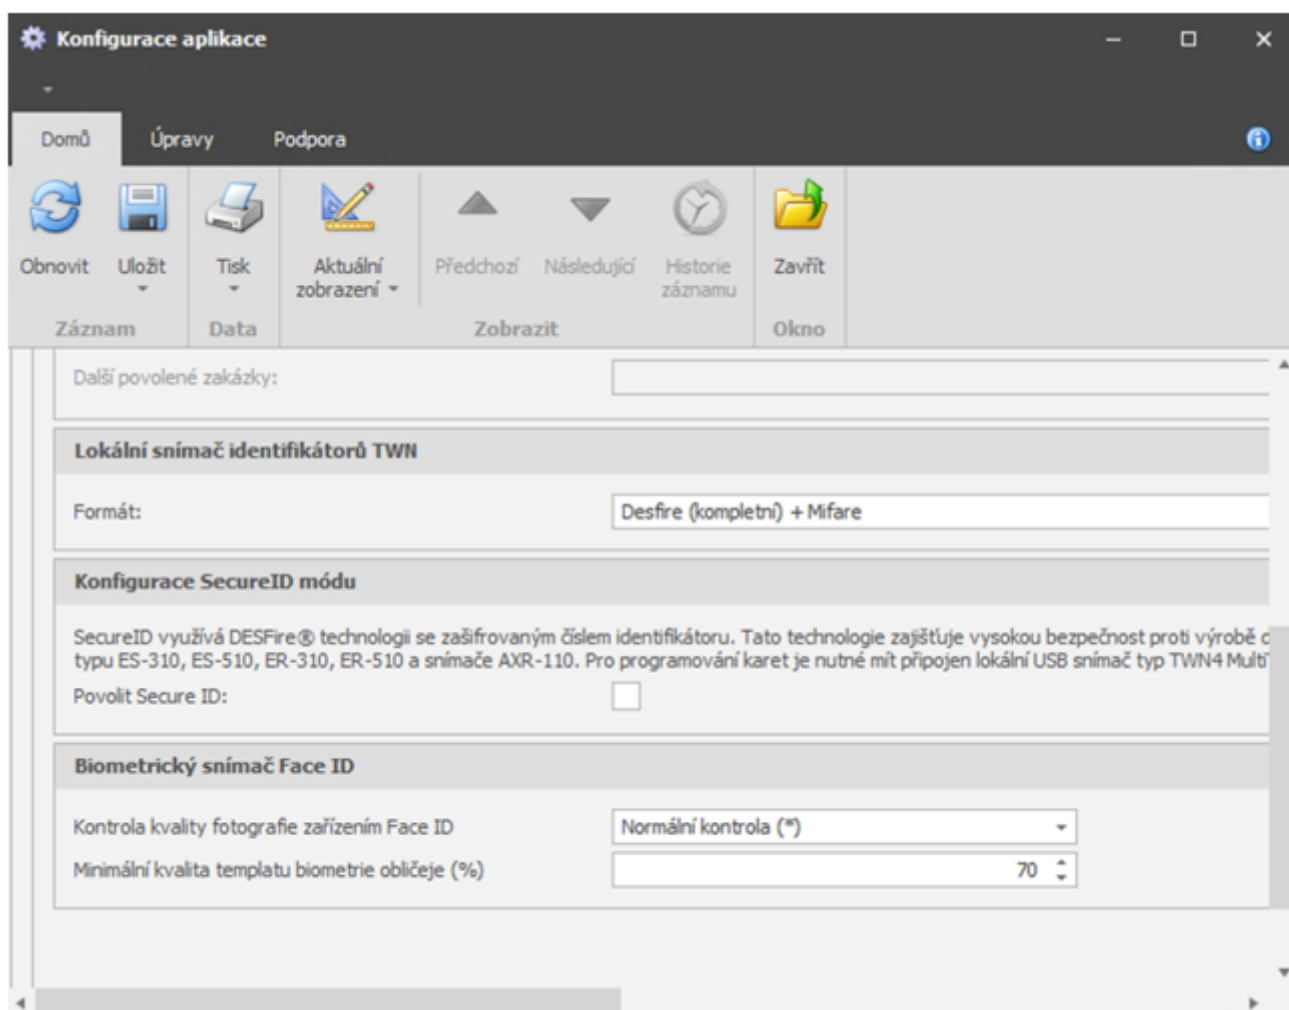 Konfigurace aplikace
Domů Úpravy Podpora
Obnovit Uložit Tisk Aktuální zobrazení Předchozí Následující Historie záznamu Zavřít
Záznam Data Zobrazit Okno
Další povolené zakázky:
Lokální snímač identifikátorů TWN
Formát: Desfire (kompletní) + Mifare
Konfigurace SecureID módu
SecureID využívá DESFire® technologii se zašifrovaným číslem identifikátoru. Tato technologie zajišťuje vysokou bezpečnost proti výrobě
typu ES-310, ES-510, ER-310, ER-510 a snímače AXR-110. Pro programování karet je nutné mít připojen lokální USB snímač typ TWN4
Povolit Secure ID:
Biometrický snímač Face ID
Kontrola kvality fotografie zařízením Face ID Normální kontrola (*)
Minimální kvalita templatu biometrie obličeje (%) 70